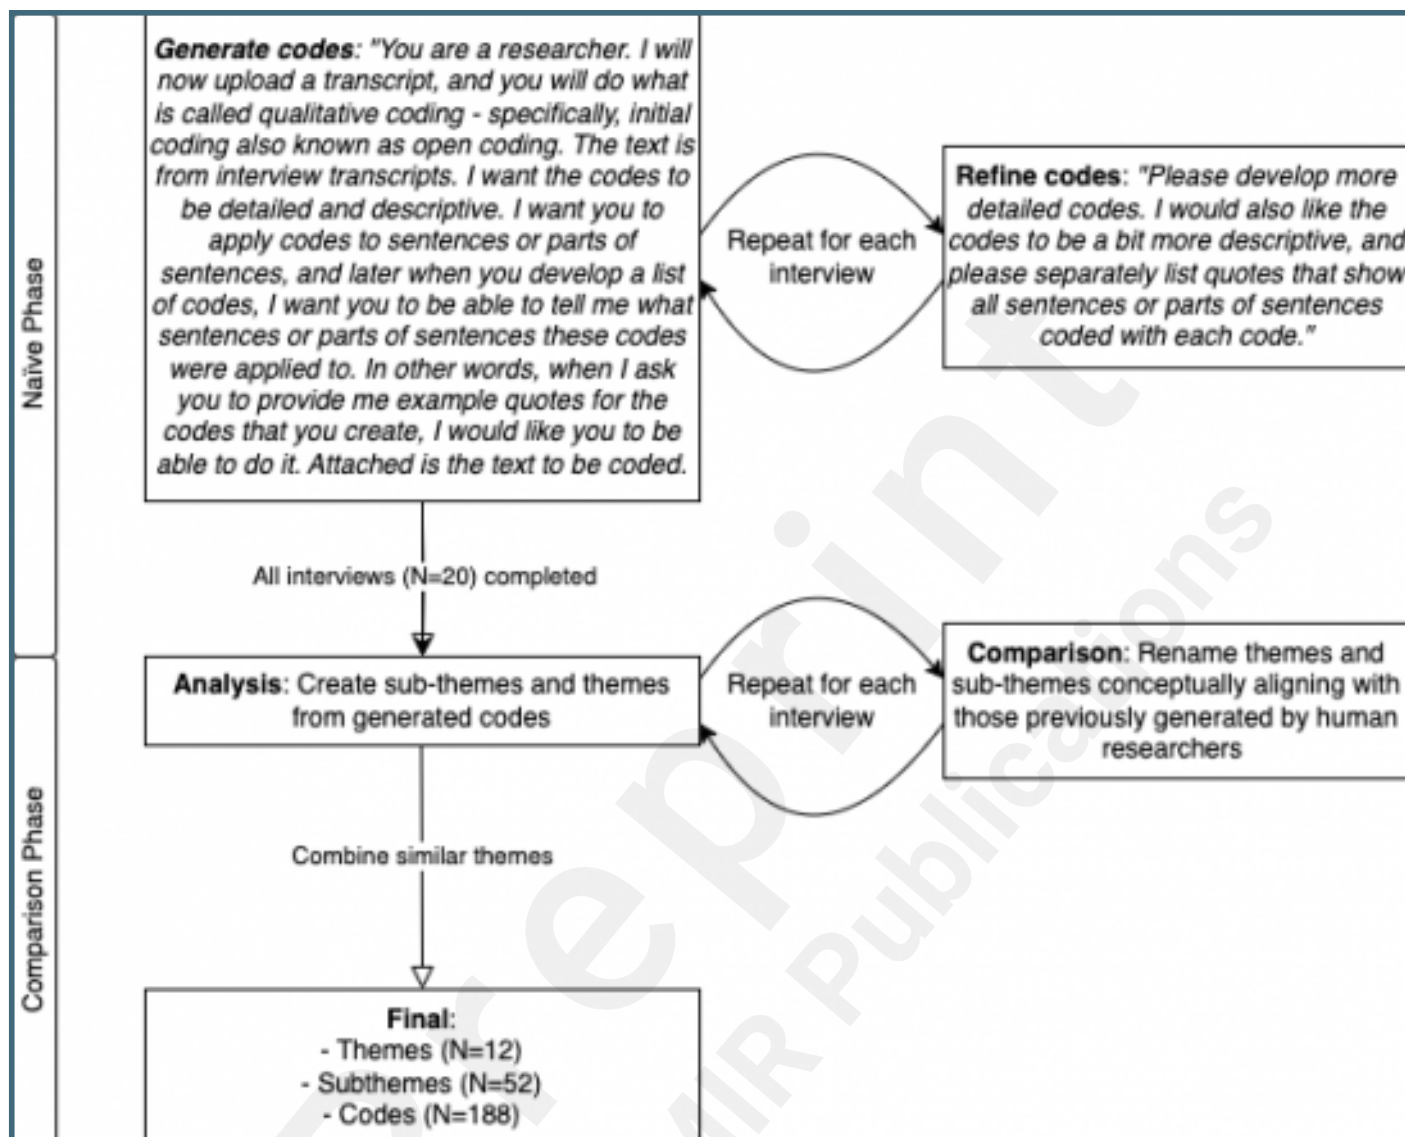 Naïve Phase
Generate codes: "You are a researcher. I will
now upload a transcript, and you will do what
is called qualitative coding - specifically, initial
coding also known as open coding. The text is
from interview transcripts. I want the codes to
be detailed and descriptive. I want you to
apply codes to sentences or parts of
sentences, and later when you develop a list
of codes, I want you to be able to tell me what
sentences or parts of sentences these codes
were applied to. In other words, when I ask
you to provide me example quotes for the
codes that you create, I would like you to be
able to do it. Attached is the text to be coded.
Repeat for each
interview
Refine codes: "Please develop more
detailed codes. I would also like the
codes to be a bit more descriptive, and
please separately list quotes that show
all sentences or parts of sentences
coded with each code."
All interviews (N=20) completed
Comparison Phase
Analysis: Create sub-themes and themes
from generated codes
Repeat for each
interview
Comparison: Rename themes and
sub-themes conceptually aligning with
those previously generated by human
researchers
Combine similar themes
Final:
- Themes (N=12)
- Subthemes (N=52)
- Codes (N=188)
Preprint
JMIR Publications